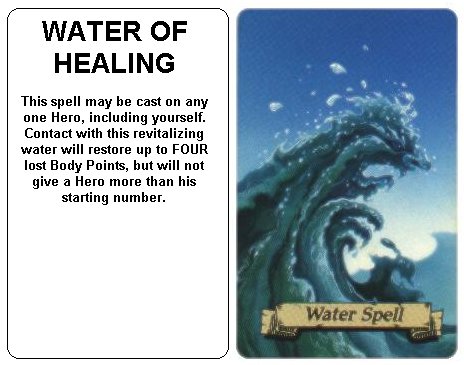 WATER OF
HEALING
This spell may be cast on any
one Hero, including yourself.
Contact with this revitalizing
water will restore up to FOUR
lost Body Points, but will not
give a Hero more than his
starting number.
Water Spell